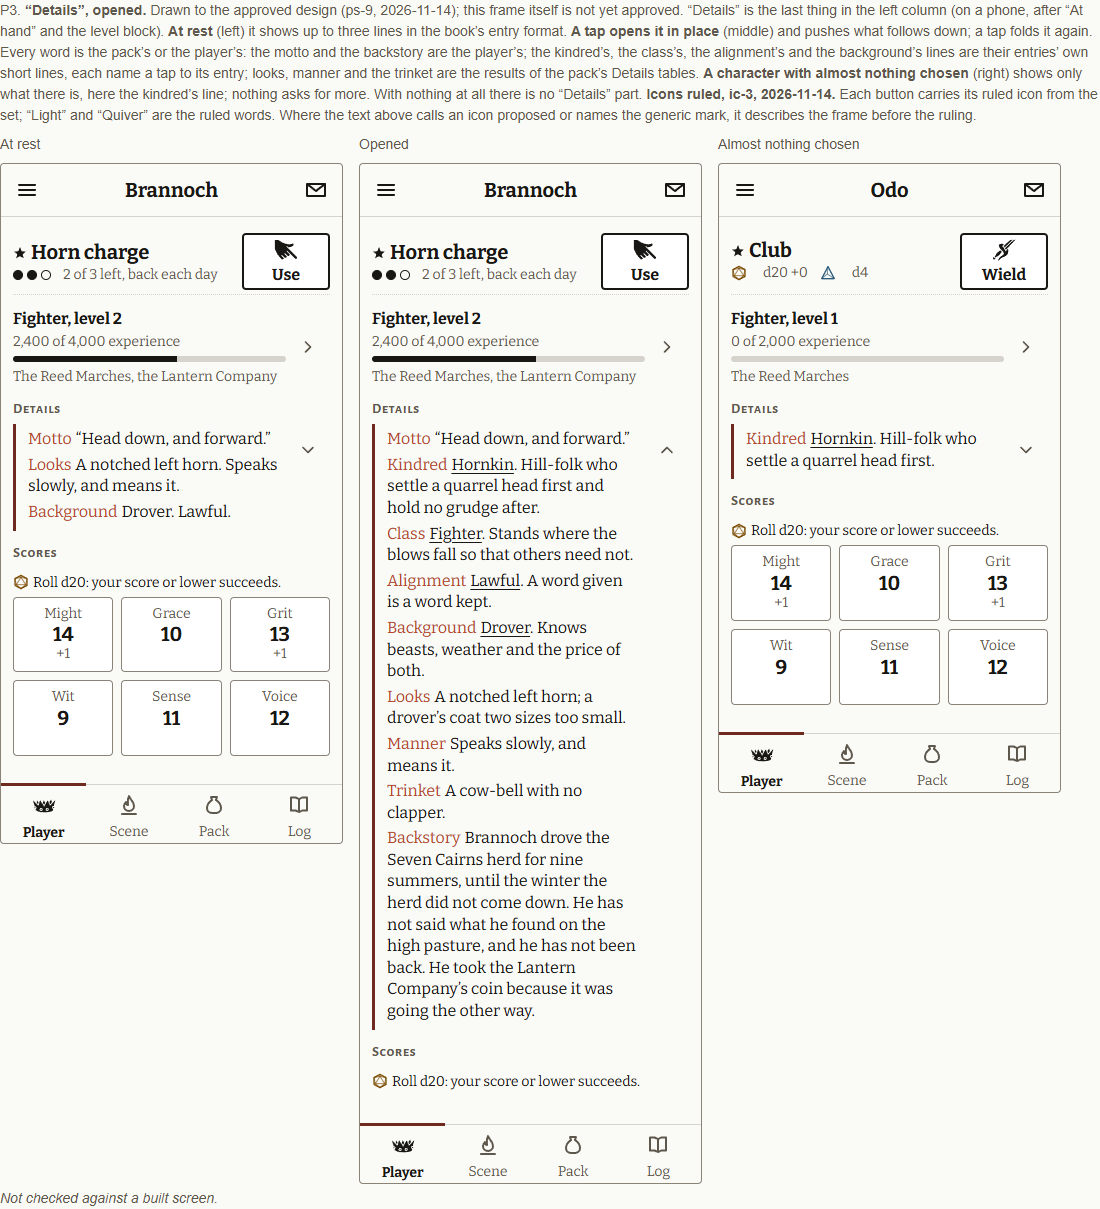 P3. “Details”, opened. Drawn to the approved design (ps-9, 2026-11-14); this frame itself is not yet approved. “Details” is the last thing in the left column (on a phone, after “At
hand” and the level block). At rest (left) it shows up to three lines in the book’s entry format. A tap opens it in place (middle) and pushes what follows down; a tap folds it again.
Every word is the pack’s or the player’s: the motto and the backstory are the player’s; the kindred’s, the class’s, the alignment’s and the background’s lines are their entries’ own
short lines, each name a tap to its entry; looks, manner and the trinket are the results of the pack’s Details tables. A character with almost nothing chosen (right) shows only
what there is, here the kindred’s line; nothing asks for more. With nothing at all there is no “Details” part. Icons ruled, ic-3, 2026-11-14. Each button carries its ruled icon from the
set; “Light” and “Quiver” are the ruled words. Where the text above calls an icon proposed or names the generic mark, it describes the frame before the ruling.
At rest
Brannoch
Horn charge
2 of 3 left, back each day
Use
Fighter, level 2
2,400 of 4,000 experience
The Reed Marches, the Lantern Company
Details
Motto “Head down, and forward.”
Looks A notched left horn. Speaks
slowly, and means it.
Background Drover. Lawful.
Scores
Roll d20: your score or lower succeeds.
Might
14
+1
Grace
10
Grit
13
+1
Wit
9
Sense
11
Voice
12
Player
Scene
Pack
Log
Opened
Brannoch
Horn charge
2 of 3 left, back each day
Use
Fighter, level 2
2,400 of 4,000 experience
The Reed Marches, the Lantern Company
Details
Motto “Head down, and forward.”
Kindred Hornkin. Hill-folk who
settle a quarrel head first and
hold no grudge after.
Class Fighter. Stands where the
blows fall so that others need not.
Alignment Lawful. A word given
is a word kept.
Background Drover. Knows
beasts, weather and the price of
both.
Looks A notched left horn; a
drover’s coat two sizes too small.
Manner Speaks slowly, and
means it.
Trinket A cow-bell with no
clapper.
Backstory Brannoch drove the
Seven Cairns herd for nine
summers, until the winter the
herd did not come down. He has
not said what he found on the
high pasture, and he has not been
back. He took the Lantern
Company’s coin because it was
going the other way.
Scores
Roll d20: your score or lower succeeds.
Player
Scene
Pack
Log
Almost nothing chosen
Odo
Club
d20 +0
d4
Wield
Fighter, level 1
0 of 2,000 experience
The Reed Marches
Details
Kindred Hornkin. Hill-folk who
settle a quarrel head first.
Scores
Roll d20: your score or lower succeeds.
Might
14
+1
Grace
10
Grit
13
+1
Wit
9
Sense
11
Voice
12
Player
Scene
Pack
Log
Not checked against a built screen.